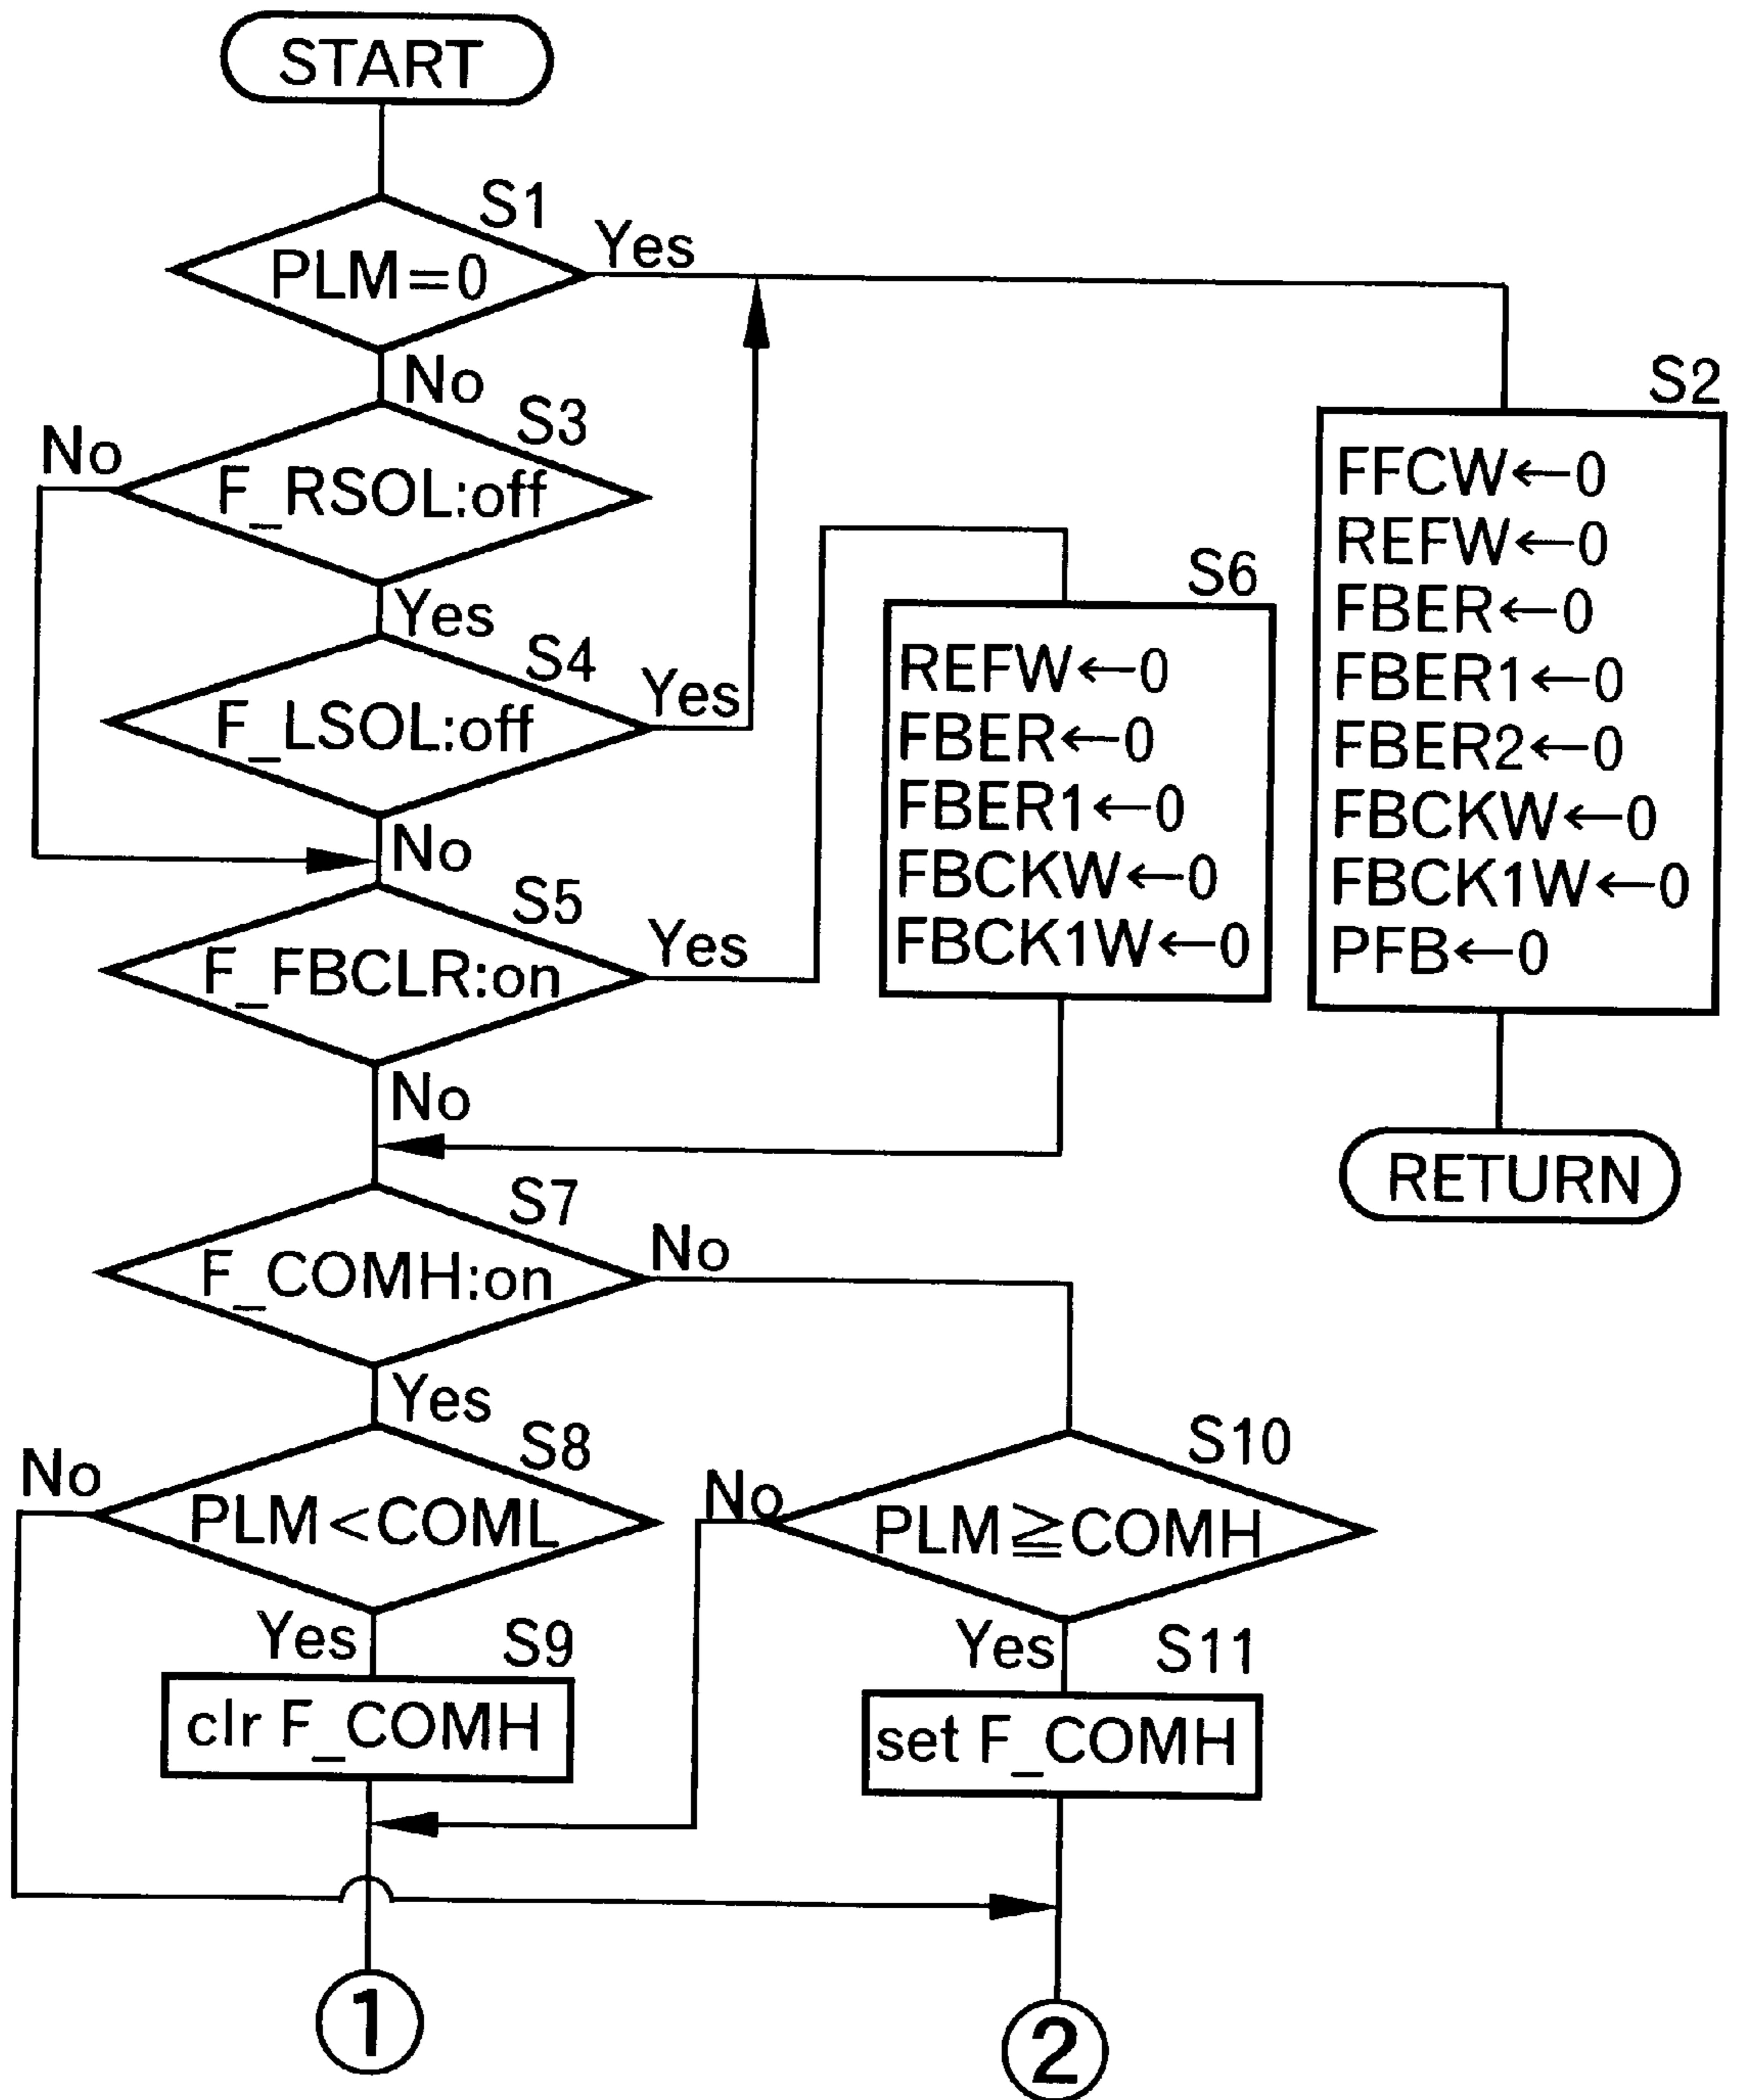 START
S1
PLM=0
Yes
No
S3
No
F_RSOL:off
Yes
S4
F_LSOL:off
Yes
No
S5
F_FBCLR:on
Yes
No
S6
REFW←0
FBER←0
FBER1←0
FBCKW←0
FBCK1W←0
S2
FFCW←0
REFW←0
FBER←0
FBER1←0
FBER2←0
FBCKW←0
FBCK1W←0
PFB←0
RETURN
S7
F_COMH:on
No
Yes
S8
No
PLM<COML
Yes
S9
clr F_COMH
S10
No
PLM≧COMH
Yes
S11
set F_COMH
①
②